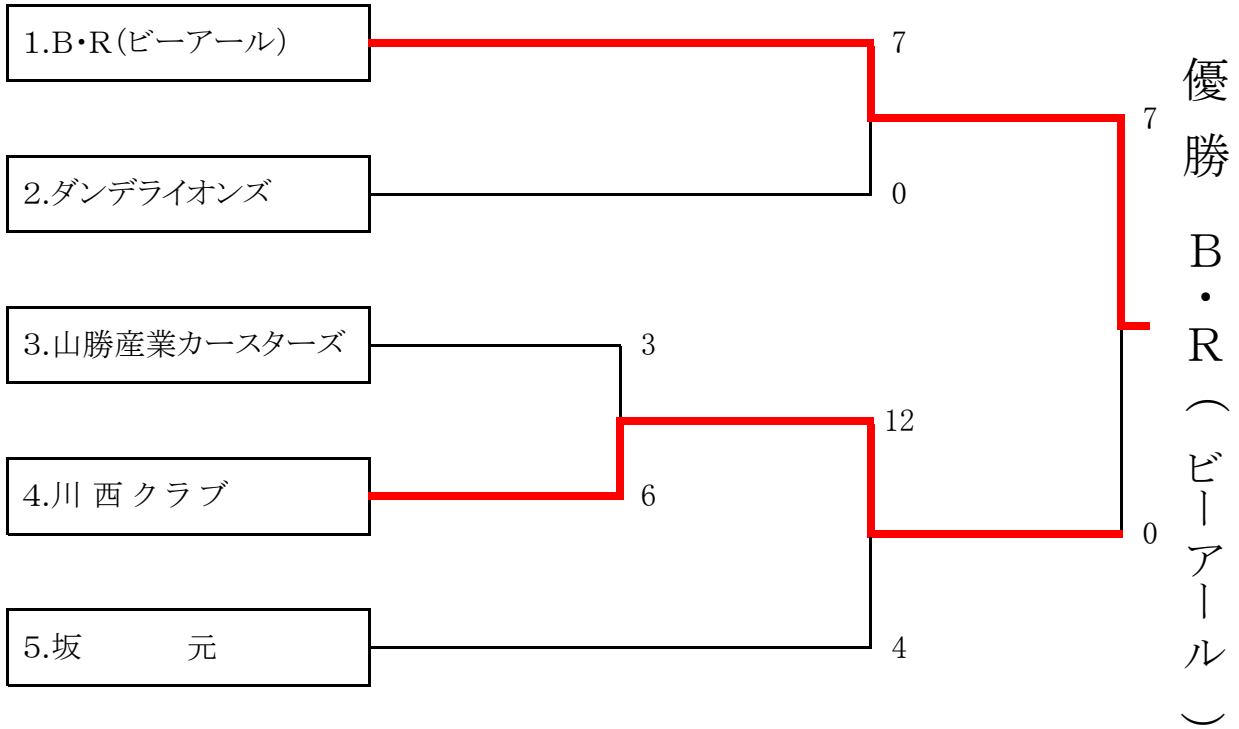 1.B・R(ビーアール)
7
7
2.ダンデライオンズ
0
3.山勝産業カースターズ
3
12
4.川西クラブ
6
0
5.坂　　　元
4
優勝　B・R(ビーアール)